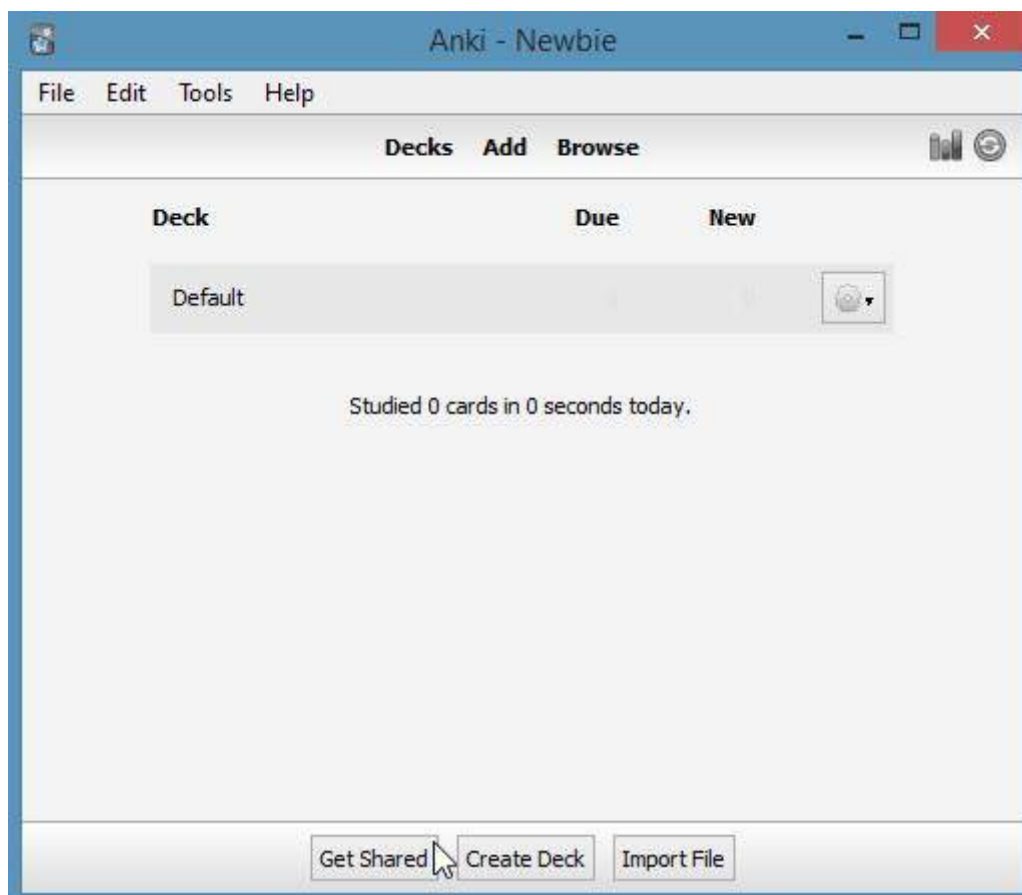 Anki - Newbie
File Edit Tools Help
Decks Add Browse
Deck Due New
Default
Studied 0 cards in 0 seconds today.
Get Shared Create Deck Import File